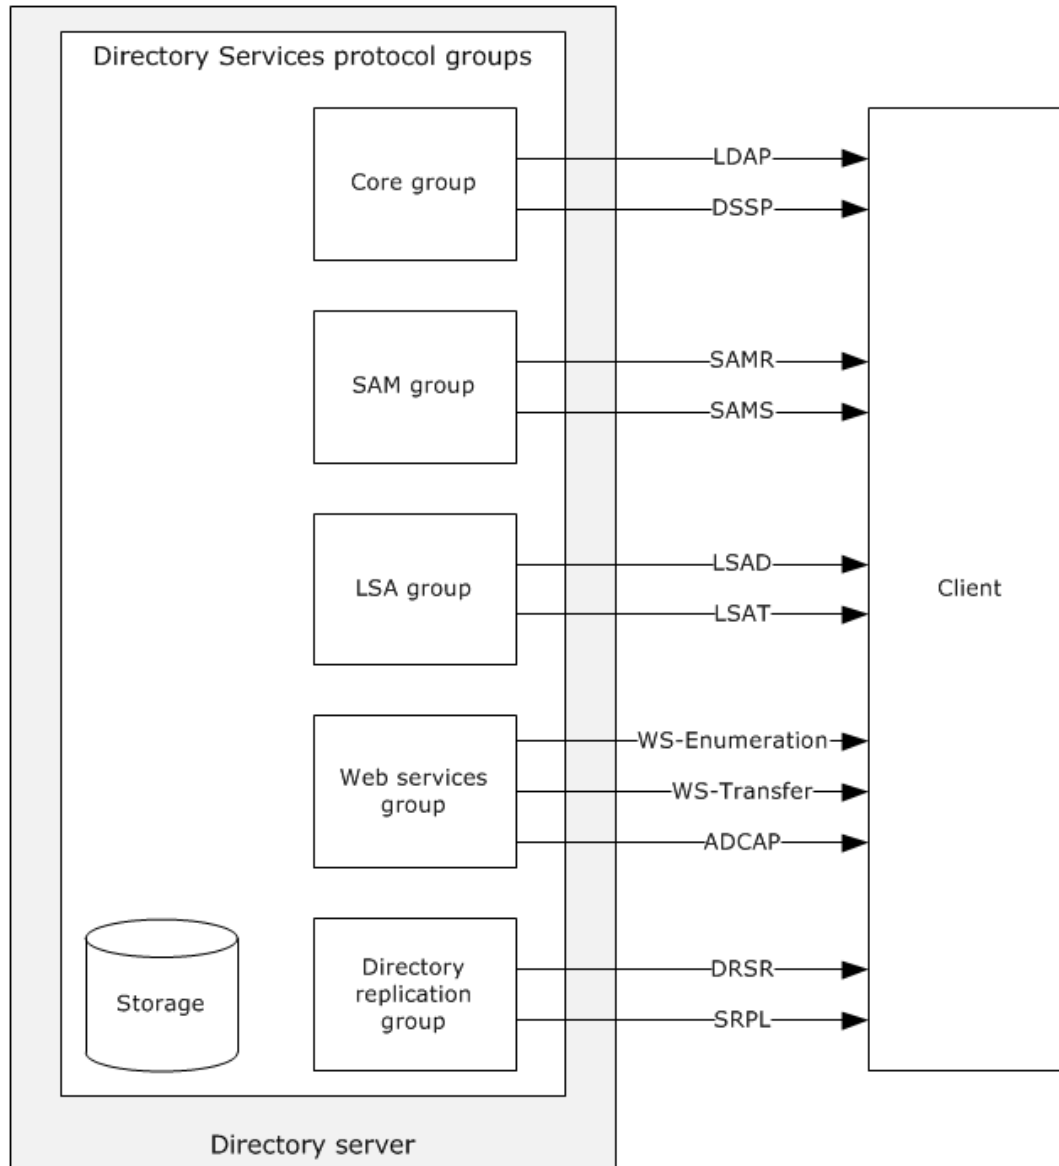 Directory Services protocol groups
Core group
LDAP
DSSP
SAM group
SAMR
SAMS
LSA group
LSAD
LSAT
Client
Web services
group
WS-Enumeration
WS-Transfer
ADCAP
Storage
Directory
replication
group
DRSR
SRPL
Directory server